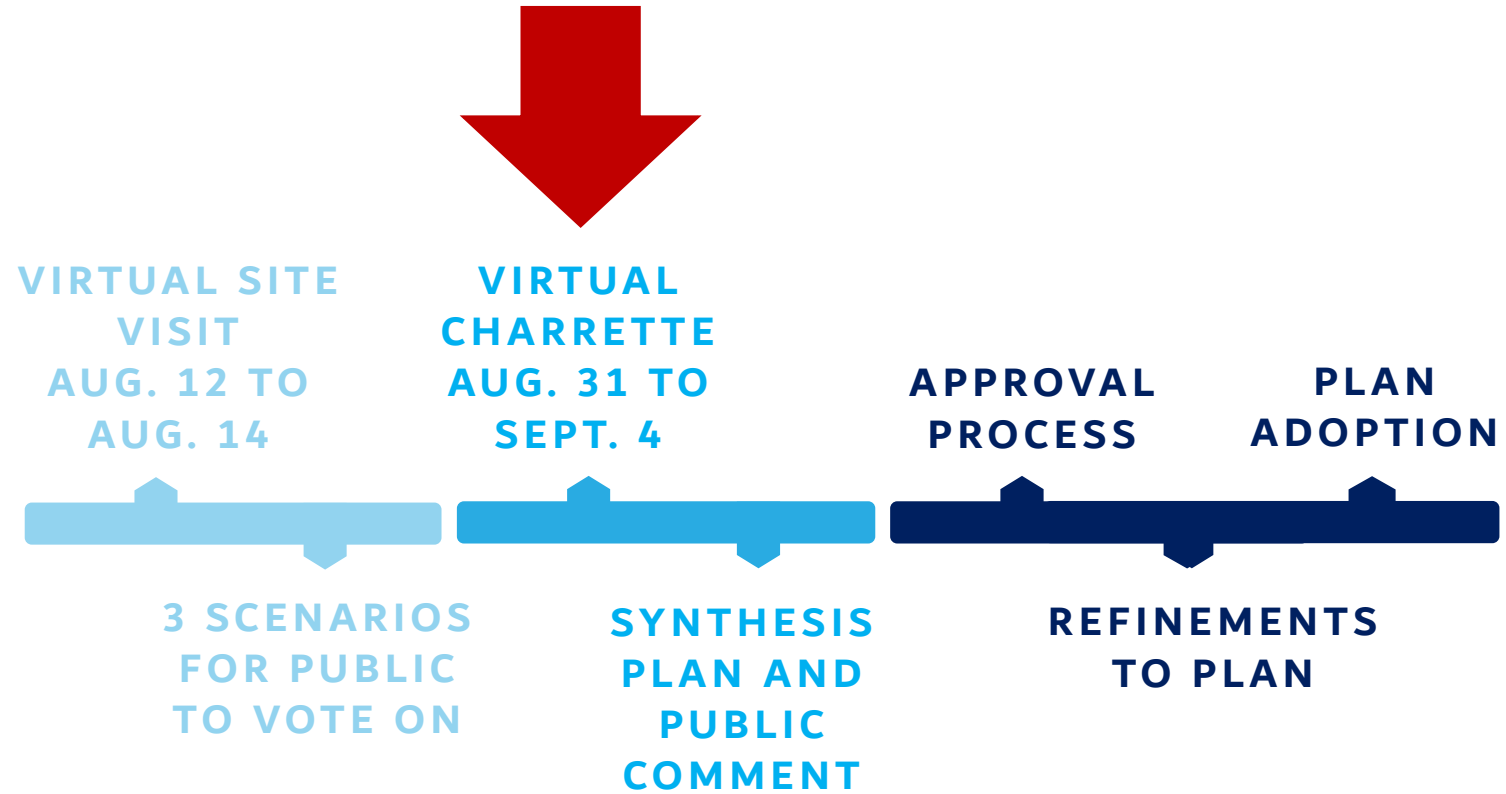 VIRTUAL SITE
VISIT
AUG. 12 TO
AUG. 14
VIRTUAL
CHARRETTE
AUG. 31 TO
SEPT. 4
APPROVAL
PROCESS
PLAN
ADOPTION
3 SCENARIOS
FOR PUBLIC
TO VOTE ON
SYNTHESIS
PLAN AND
PUBLIC
COMMENT
REFINEMENTS
TO PLAN